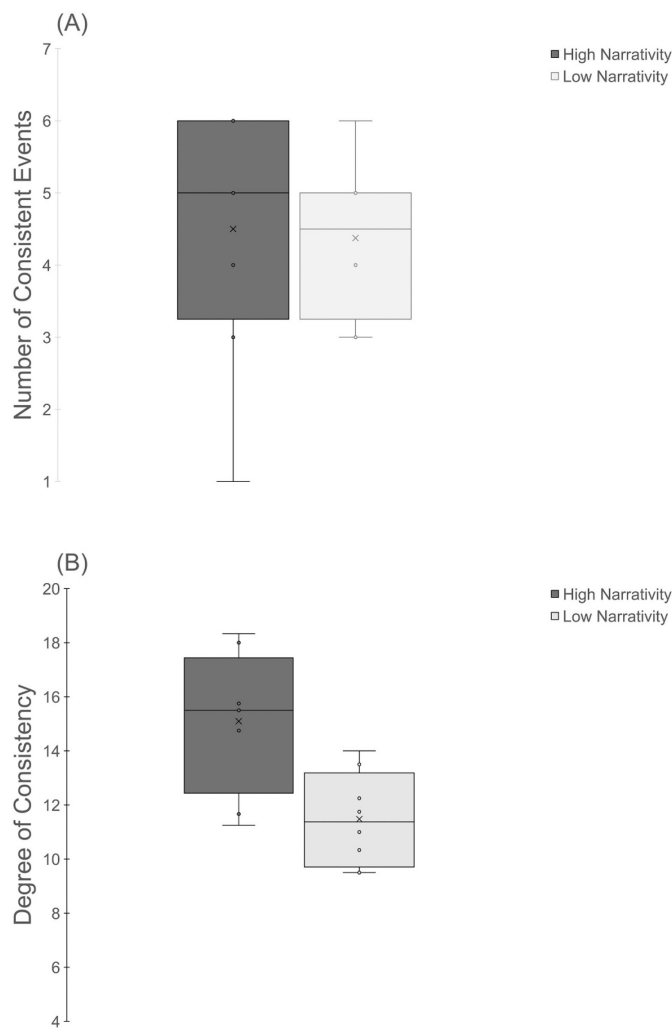 (A)
7
6
5
4
3
2
1
Number of Consistent Events
High Narrativity
Low Narrativity
(B)
20
18
16
14
12
10
8
6
4
Degree of Consistency
High Narrativity
Low Narrativity